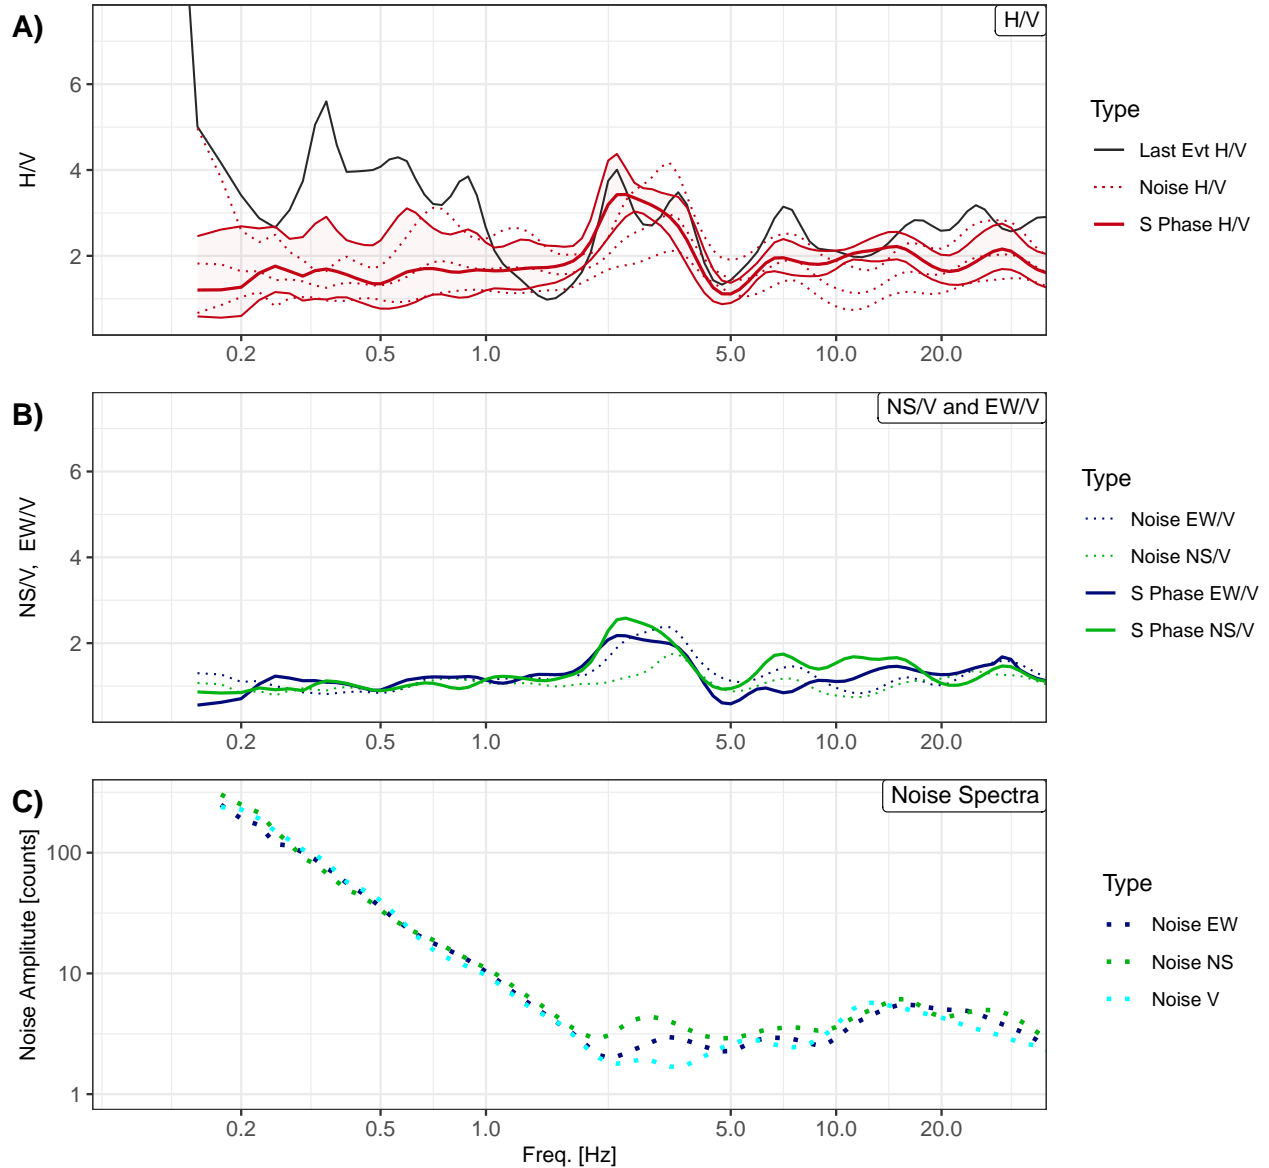 A)
H/V
6
4
2
H/V
0.2
0.5
1.0
5.0
10.0
20.0
Type
Last Evt H/V
Noise H/V
S Phase H/V
B)
NS/V and EW/V
6
4
2
NS/V,  EW/V
0.2
0.5
1.0
5.0
10.0
20.0
Type
Noise EW/V
Noise NS/V
S Phase EW/V
S Phase NS/V
C)
Noise Spectra
100
10
1
Noise Amplitute [counts]
0.2
0.5
1.0
5.0
10.0
20.0
Freq. [Hz]
Type
Noise EW
Noise NS
Noise V